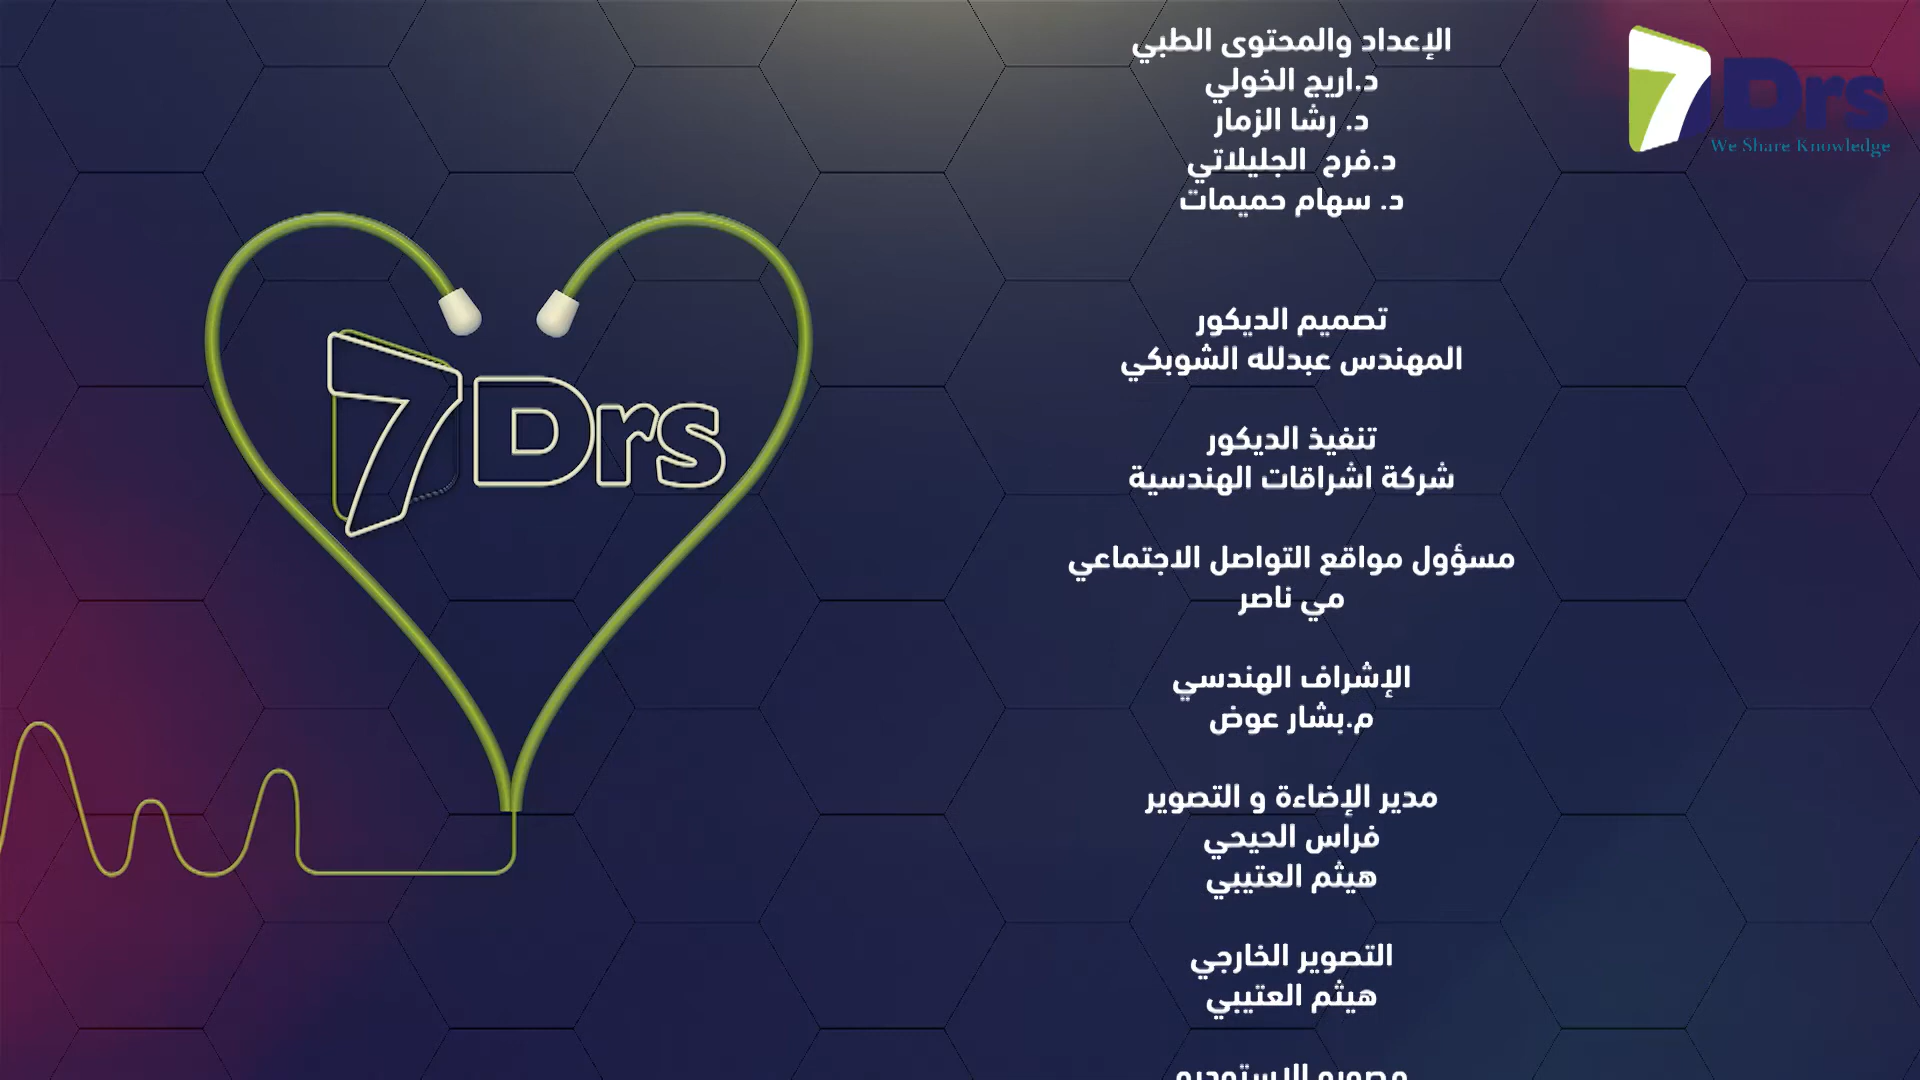 الإعداد والمحتوى الطبي
د.اريج الخولي
د. رشا الزمار
د.فرح الجليلاتي
د. سهام حميمات
تصميم الديكور
المهندس عبدلله الشوبكي
تنفيذ الديكور
شركة اشراقات الهندسية
مسؤول مواقع التواصل الاجتماعي
مي ناصر
الإشراف الهندسي
م.بشار عوض
مدير الإضاءة و التصوير
فراس الحيحي
هيثم العتيبي
التصوير الخارجي
هيثم العتيبي
7Drs
We Share Knowledge
7Drs